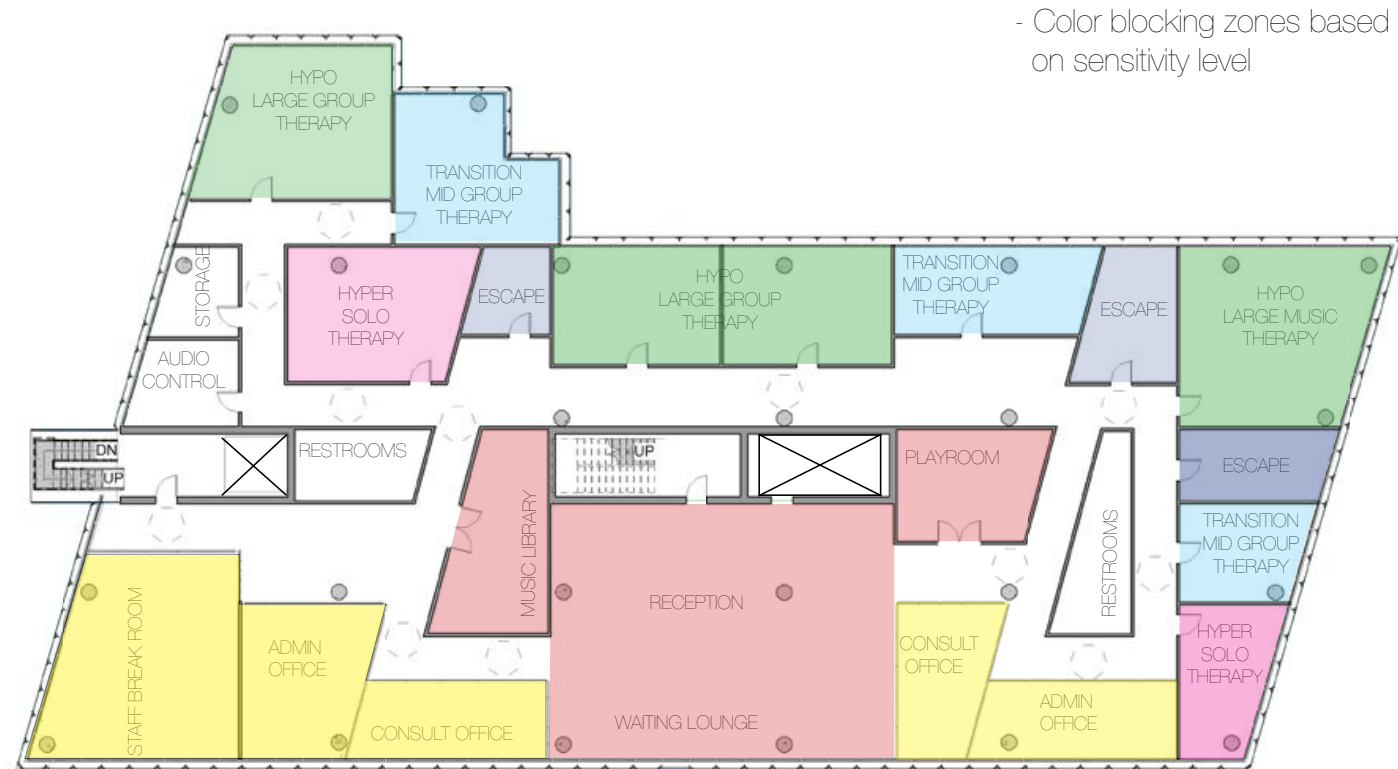 - Color blocking zones based
on sensitivity level
HYPO
LARGE GROUP
THERAPY
TRANSITION
MID GROUP
THERAPY
STORAGE
HYPER
SOLO
THERAPY
ESCAPE
HYPO
LARGE GROUP
THERAPY
TRANSITION
MID GROUP
THERAPY
ESCAPE
HYPO
LARGE MUSIC
THERAPY
AUDIO
CONTROL
DN
UP
RESTROOMS
MUSIC LIBRARY
UP
PLAYROOM
RESTROOMS
ESCAPE
TRANSITION
MID GROUP
THERAPY
RECEPTION
STAFF BREAK ROOM
ADMIN
OFFICE
CONSULT OFFICE
WAITING LOUNGE
CONSULT
OFFICE
ADMIN
OFFICE
HYPER
SOLO
THERAPY